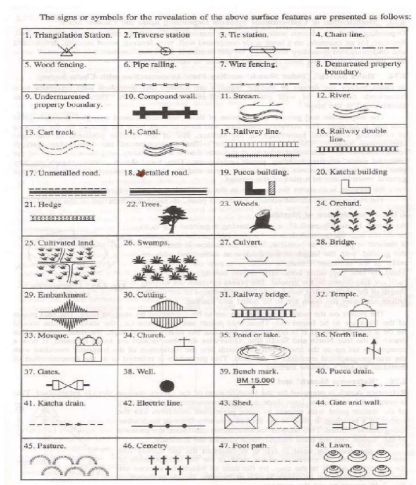 The signs or symbols for the revealation of the above surface features are presented as follows:
1. Triangulation Station.
2. Traverse station
3. Tie station.
4. Chain line.
5. Wood fencing.
6. Pipe railing.
7. Wire fencing.
8. Demareated property
boundary.
9. Undermareated
property boundary.
10. Compound wall.
11. Stream.
12. River.
13. Cart track.
14. Canal.
15. Railway line.
16. Railway double
line.
17. Unmetalled road.
18. Metalled road.
19. Pucca building.
20. Katcha building
21. Hedge
22. Trees.
23. Woods.
24. Orcherd.
25. Cultivated land.
26. Swumps.
27. Culvert.
28. Bridge.
29. Embankment.
30. Cutting.
31. Railway bridge.
32. Temple.
33. Mosque.
34. Church.
35. Pond or lake.
36. North line.
37. Gates.
38. Well.
39. Bench mark.
BM 15.000
40. Pucca drain.
41. Katcha drain.
42. Electric line.
43. Shed.
44. Gate and wall.
45. Pasture.
46. Cemetry
47. Foot path.
48. Lawn.